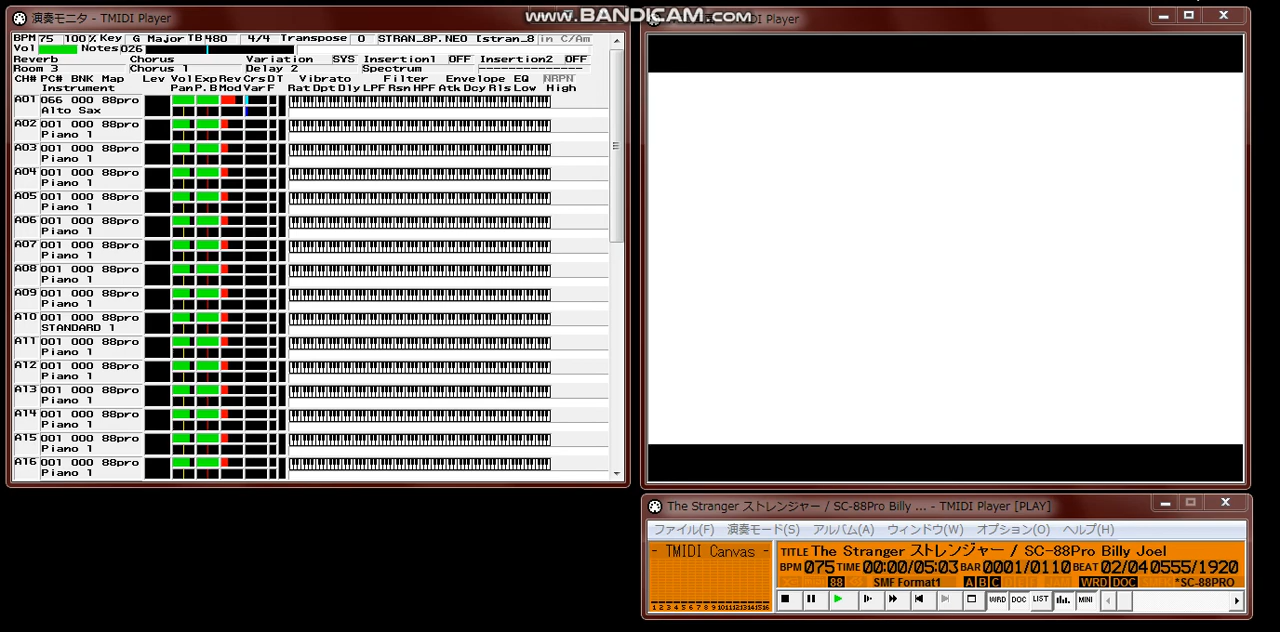 演奏モニタ - TMIDI Player
www.BANDICAM.com
DI Player
BPM 75 100% Key G Major TB480 4/4 Transpose 0 STRAN_8P.NEO [stran_8 in C/Am
Vol Notes 026
Reverb Chorus Variation SYS Insertion1 OFF Insertion2 OFF
Room 3 Chorus 1 Delay 2 Spectrum
CH# PC# BNK Map Lev Vol Exp Rev Crs D T Vibrato Filter Envelope EQ NRPN
Instrument Pan P.B Mod Var F Rat Dpt Dly LPF Rsn HPF Atk Dcy Rls Low High
A01 066 000 88pro
Alto Sax
A02 001 000 88pro
Piano 1
A03 001 000 88pro
Piano 1
A04 001 000 88pro
Piano 1
A05 001 000 88pro
Piano 1
A06 001 000 88pro
Piano 1
A07 001 000 88pro
Piano 1
A08 001 000 88pro
Piano 1
A09 001 000 88pro
Piano 1
A10 001 000 88pro
STANDARD 1
A11 001 000 88pro
Piano 1
A12 001 000 88pro
Piano 1
A13 001 000 88pro
Piano 1
A14 001 000 88pro
Piano 1
A15 001 000 88pro
Piano 1
A16 001 000 88pro
Piano 1
The Stranger ストレンジャー / SC-88Pro Billy ... - TMIDI Player [PLAY]
ファイル(F) 演奏モード(S) アルバム(A) ウィンドウ(W) オプション(O) ヘルプ(H)
- TMIDI Canvas -
1 2 3 4 5 6 7 8 9 10 11 12 13 14 15 16
TITLE The Stranger ストレンジャー / SC-88Pro Billy Joel
BPM 075 TIME 00:00/05:03 BAR 0001/0110 BEAT 02/04 0555/1920
88 SMF Format1 A B C WRD DOC *SC-88PRO
WRD DOC LIST MINI